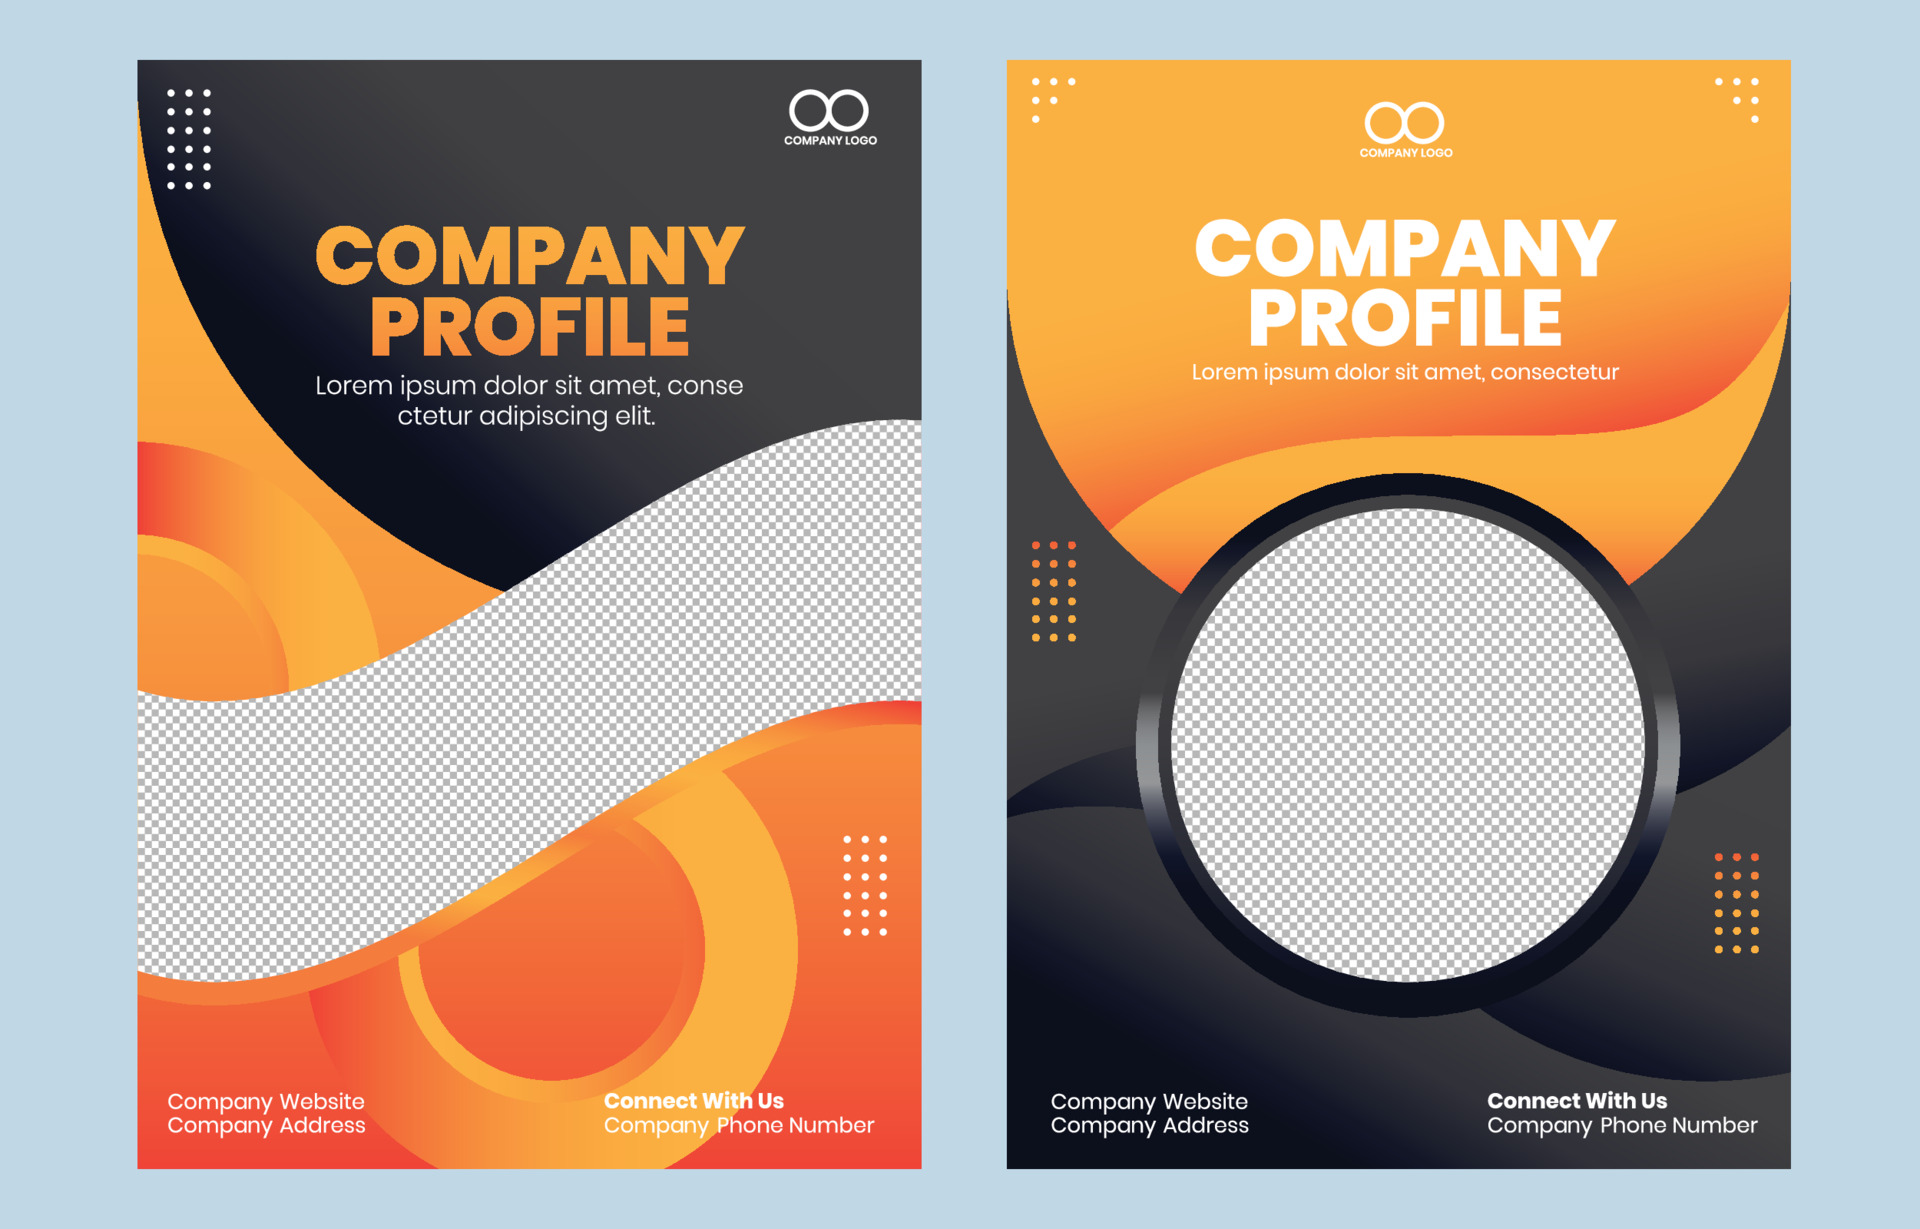 COMPANY LOGO
COMPANY
PROFILE
Lorem ipsum dolor sit amet, conse
ctetur adipiscing elit.
Company Website
Company Address
Connect With Us
Company Phone Number
COMPANY LOGO
COMPANY
PROFILE
Lorem ipsum dolor sit amet, consectetur
Company Website
Company Address
Connect With Us
Company Phone Number